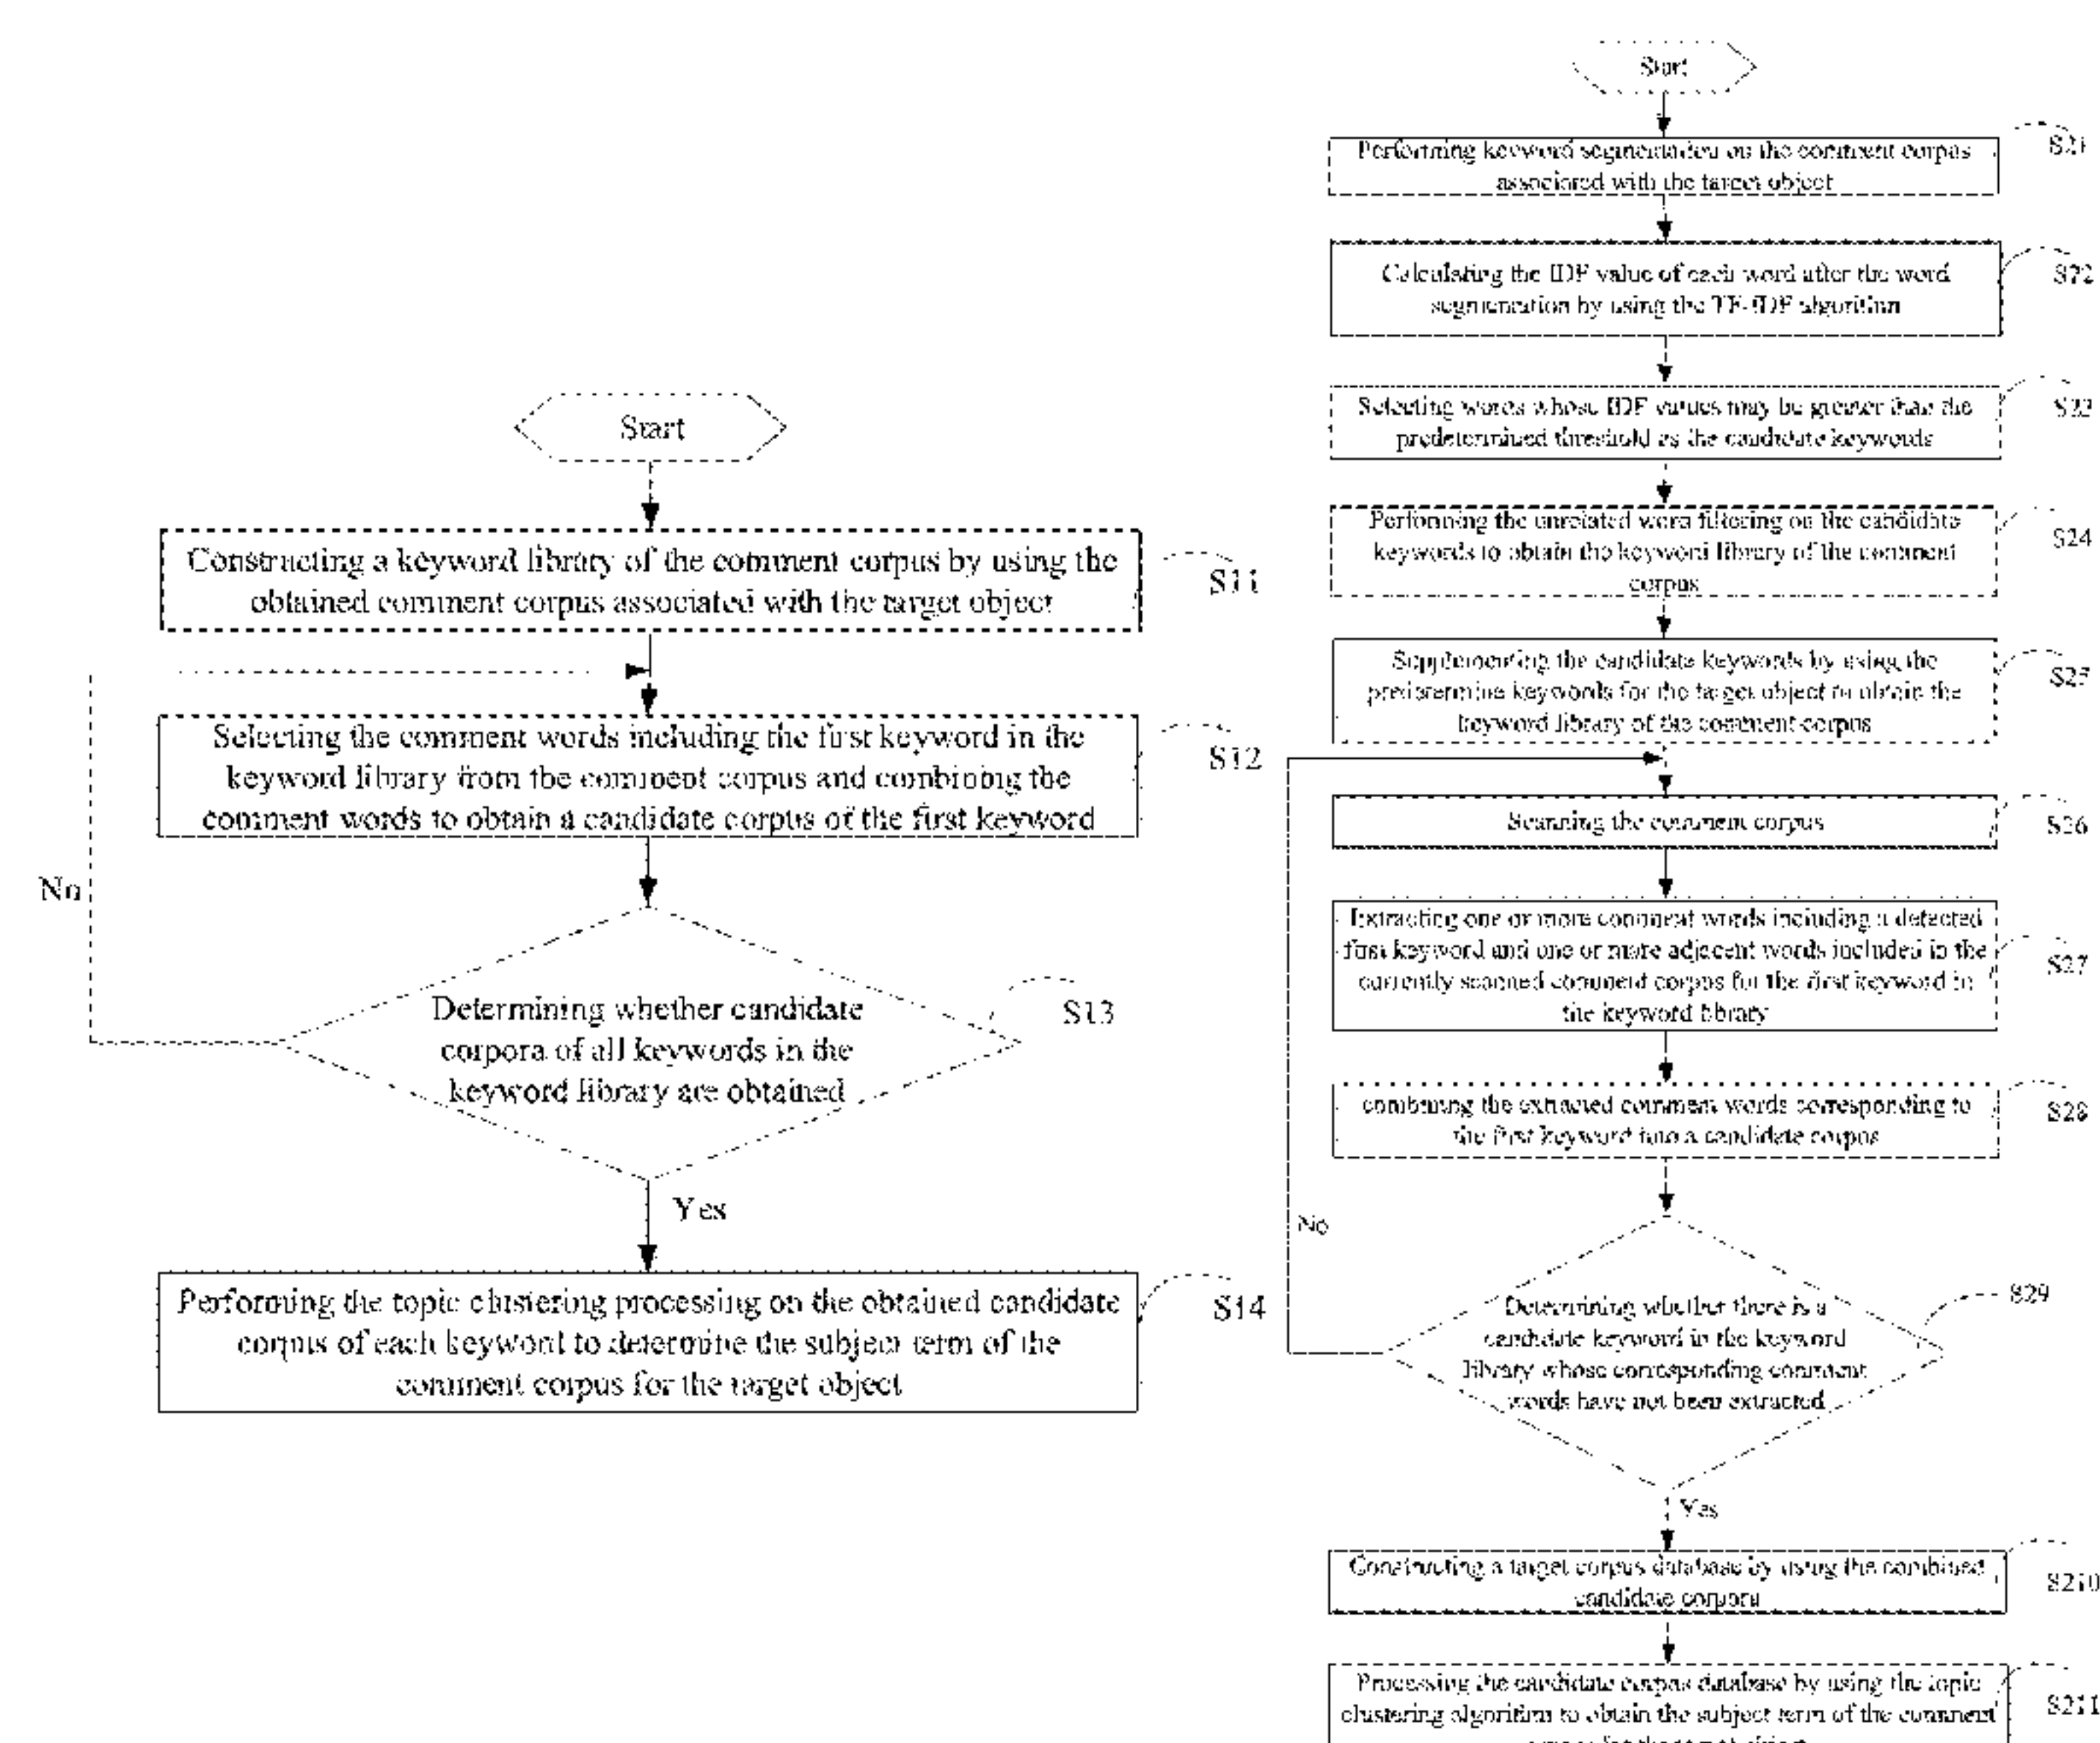 Start
Constructing a keyword library of the comment corpus by using the
obtained comment corpus associated with the target object
S11
Selecting the comment words including the first keyword in the
keyword library from the comment corpus and combining the
comment words to obtain a candidate corpus of the first keyword
S12
No
Determining whether candidate
corpora of all keywords in the
keyword library are obtained
S13
Yes
Performing the topic clustering processing on the obtained candidate
corpus of each keyword to determine the subject term of the
comment corpus for the target object
S14
Start
Performing keyword segmentation on the comment corpus
associated with the target object
S21
Calculating the IDF value of each word after the word
segmentation by using the TF-IDF algorithm
S22
Selecting words whose IDF values may be greater than the
predetermined threshold as the candidate keywords
S23
Performing the unrelated word filtering on the candidate
keywords to obtain the keyword library of the comment
corpus
S24
Supplementing the candidate keywords by using the
predetermine keywords for the target object to obtain the
keyword library of the comment corpus
S25
Scanning the comment corpus
S26
Extracting one or more comment words including a detected
first keyword and one or more adjacent words included in the
currently scanned comment corpus for the first keyword in
the keyword library
S27
combining the extracted comment words corresponding to
the first keyword into a candidate corpus
S28
No
Determining whether there is a
candidate keyword in the keyword
library whose corresponding comment
words have not been extracted
S29
Yes
Constructing a target corpus database by using the combined
candidate corpora
S210
Processing the candidate corpus database by using the topic
clustering algorithm to obtain the subject term of the comment
S211